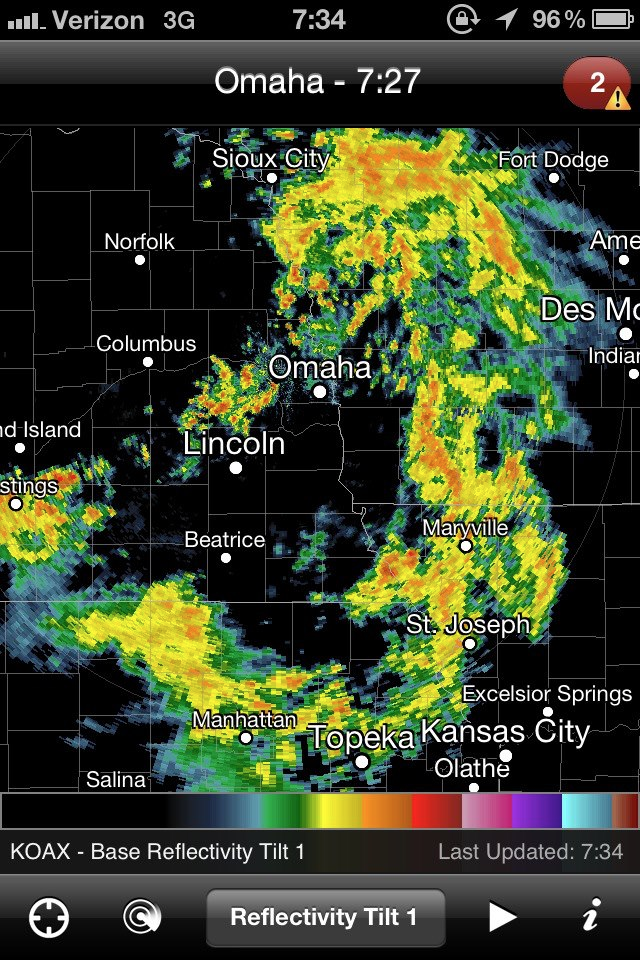 Verizon 3G 7:34 96%
Omaha - 7:27
2
Sioux City
Fort Dodge
Norfolk
Ame
Des Mo
Columbus
Indian
Omaha
nd Island
Lincoln
stings
Maryville
Beatrice
St. Joseph
Excelsior Springs
Manhattan
Topeka
Kansas City
Olathe
Salina
KOAX - Base Reflectivity Tilt 1
Last Updated: 7:34
Reflectivity Tilt 1
i